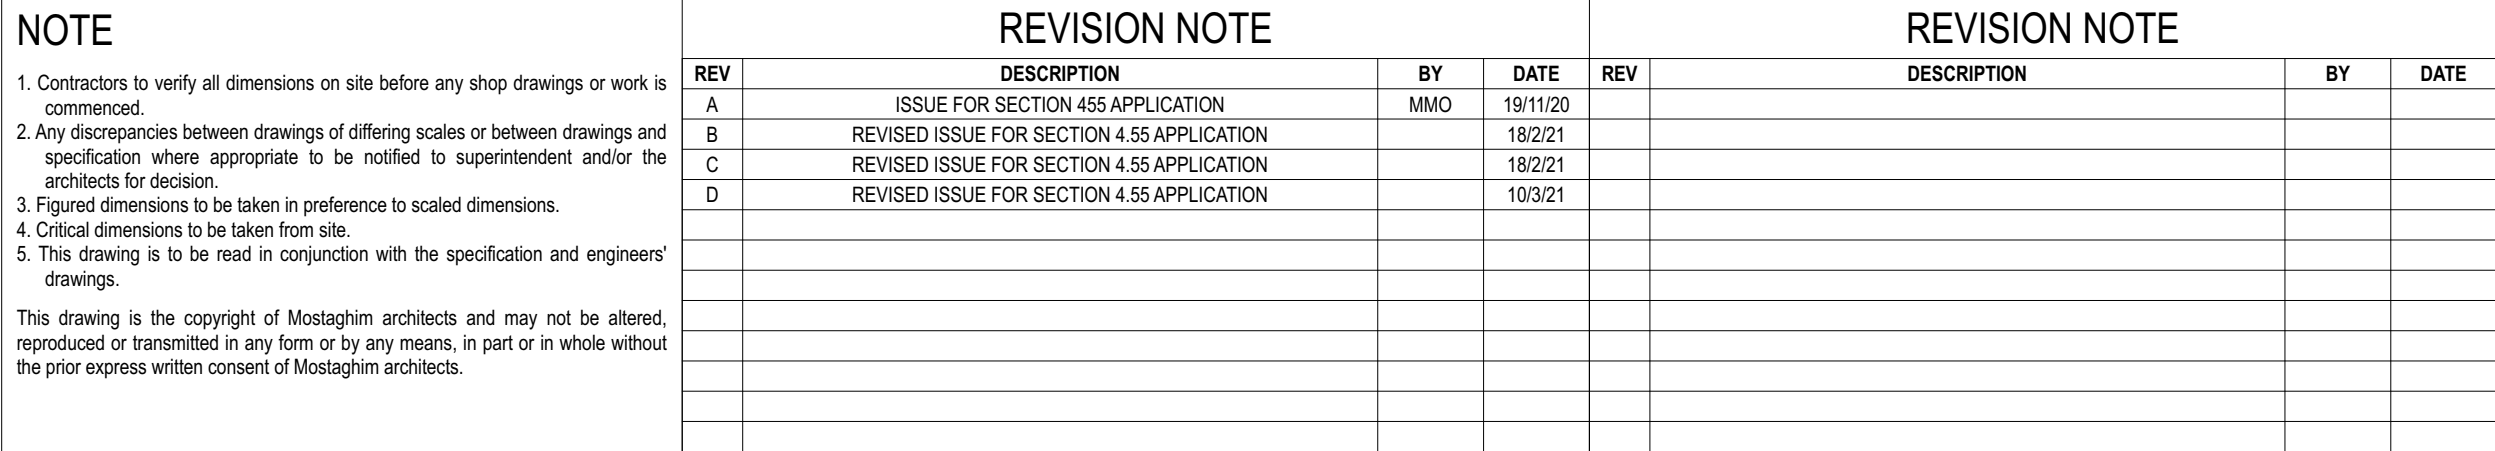 NOTE
1. Contractors to verify all dimensions on site before any shop drawings or work is
commenced.
2. Any discrepancies between drawings of differing scales or between drawings and
specification where appropriate to be notified to superintendent and/or the
architects for decision.
3. Figured dimensions to be taken in preference to scaled dimensions.
4. Critical dimensions to be taken from site.
5. This drawing is to be read in conjunction with the specification and engineers'
drawings.
This drawing is the copyright of Mostaghim architects and may not be altered,
reproduced or transmitted in any form or by any means, in part or in whole without
the prior express written consent of Mostaghim architects.
REVISION NOTE
REV DESCRIPTION BY DATE
A ISSUE FOR SECTION 455 APPLICATION MMO 19/11/20
B REVISED ISSUE FOR SECTION 4.55 APPLICATION 18/2/21
C REVISED ISSUE FOR SECTION 4.55 APPLICATION 18/2/21
D REVISED ISSUE FOR SECTION 4.55 APPLICATION 10/3/21
REVISION NOTE
REV DESCRIPTION BY DATE